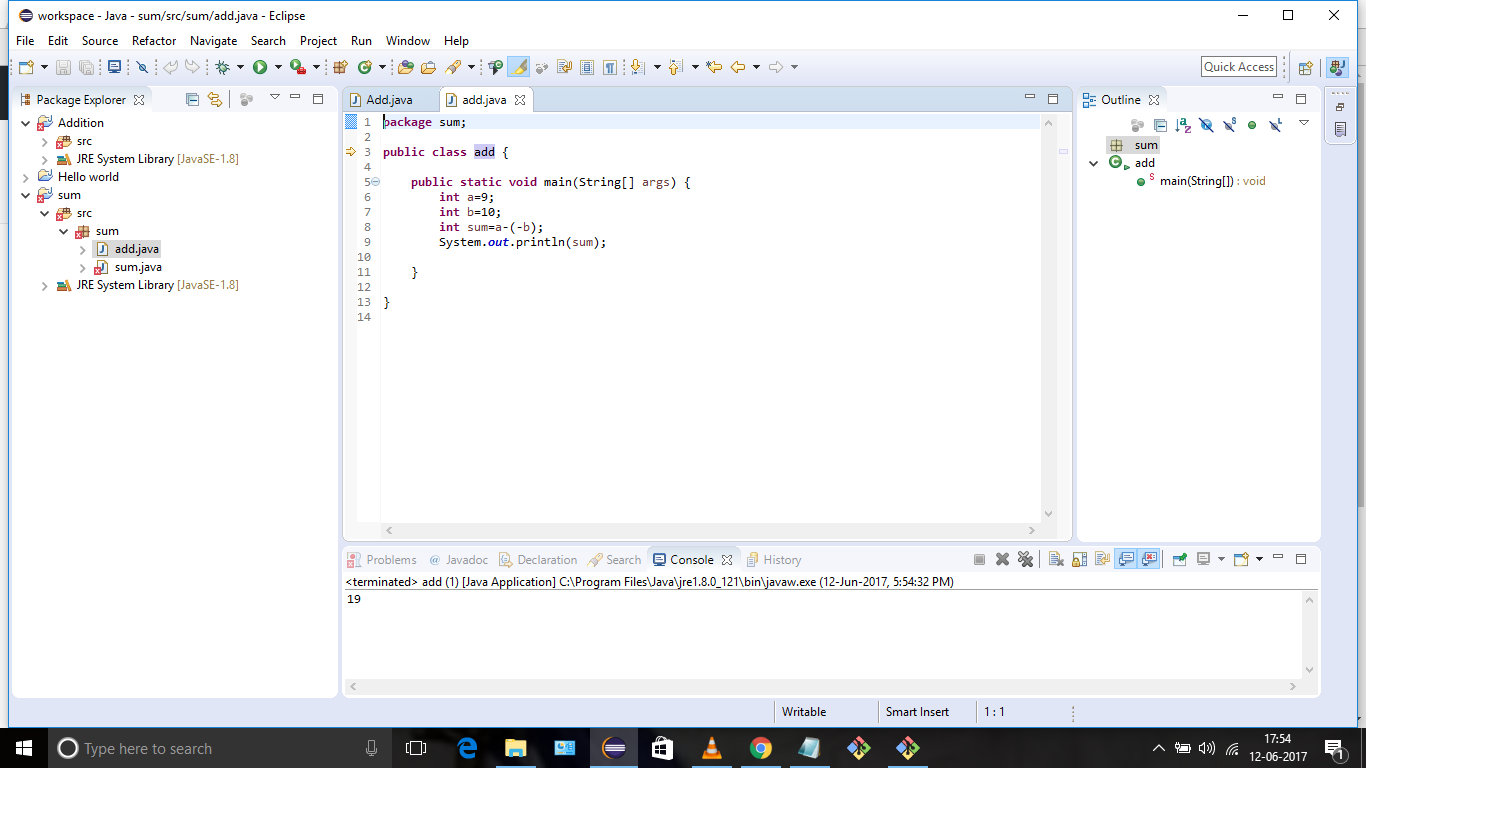 workspace - Java - sum/src/sum/add.java - Eclipse
File Edit Source Refactor Navigate Search Project Run Window Help
Quick Access
Package Explorer
Addition
src
JRE System Library [JavaSE-1.8]
Hello world
sum
src
sum
add.java
sum.java
JRE System Library [JavaSE-1.8]
Add.java add.java
1 package sum;
2
3 public class add {
4
5 public static void main(String[] args) {
6 int a=9;
7 int b=10;
8 int sum=a-(-b);
9 System.out.println(sum);
10
11 }
12
13 }
14
Outline
sum
add
main(String[]) : void
Problems @ Javadoc Declaration Search Console History
<terminated> add (1) [Java Application] C:\Program Files\Java\jre1.8.0_121\bin\javaw.exe (12-Jun-2017, 5:54:32 PM)
19
Writable Smart Insert 1 : 1
Type here to search
17:54
12-06-2017
1